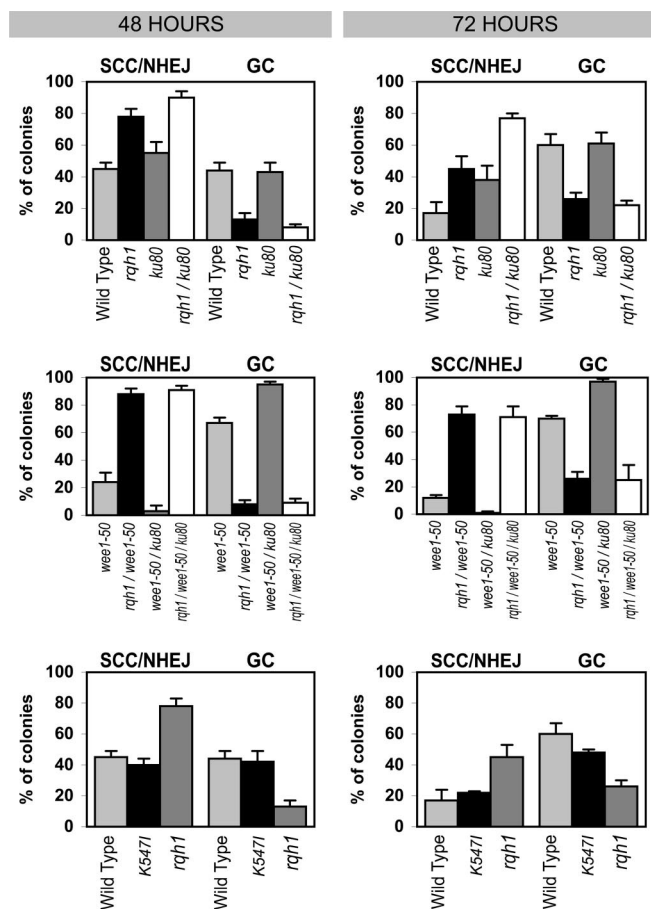 48 HOURS
72 HOURS
SCC/NHEJ GC
% of colonies
100
80
60
40
20
0
Wild Type
rqh1
ku80
rqh1 / ku80
Wild Type
rqh1
ku80
rqh1 / ku80
SCC/NHEJ GC
% of colonies
100
80
60
40
20
0
Wild Type
rqh1
ku80
rqh1 / ku80
Wild Type
rqh1
ku80
rqh1 / ku80
SCC/NHEJ GC
% of colonies
100
80
60
40
20
0
wee1-50
rqh1 / wee1-50
wee1-50 / ku80
rqh1 / wee1-50 / ku80
wee1-50
rqh1 / wee1-50
wee1-50 / ku80
rqh1 / wee1-50 / ku80
SCC/NHEJ GC
% of colonies
100
80
60
40
20
0
wee1-50
rqh1 / wee1-50
wee1-50 / ku80
rqh1 / wee1-50 / ku80
wee1-50
rqh1 / wee1-50
wee1-50 / ku80
rqh1 / wee1-50 / ku80
SCC/NHEJ GC
% of colonies
100
80
60
40
20
0
Wild Type
K547I
rqh1
Wild Type
K547I
rqh1
SCC/NHEJ GC
% of colonies
100
80
60
40
20
0
Wild Type
K547I
rqh1
Wild Type
K547I
rqh1